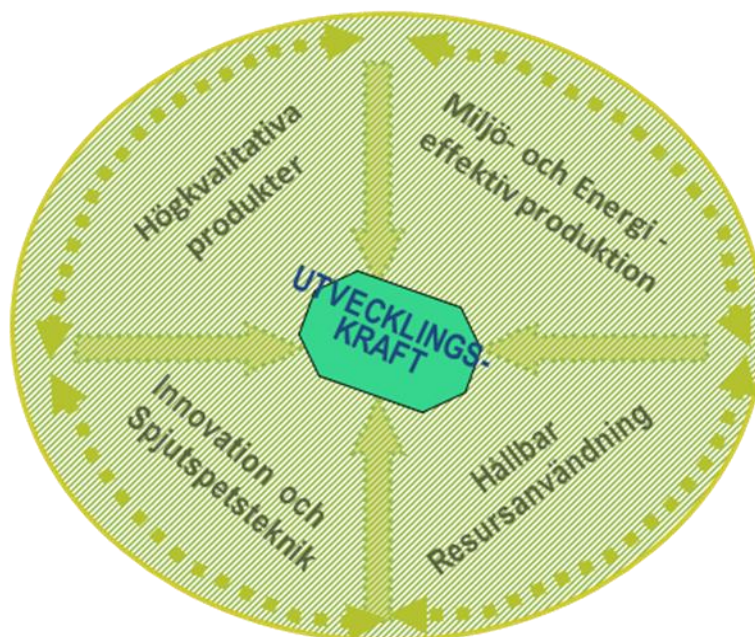 Högkvalitativa
produkter
Miljö- och Energi -
effektiv produktion
UTVECKLINGS-
KRAFT
Innovation och
Spjutspetsteknik
Hållbar
Resursanvändning